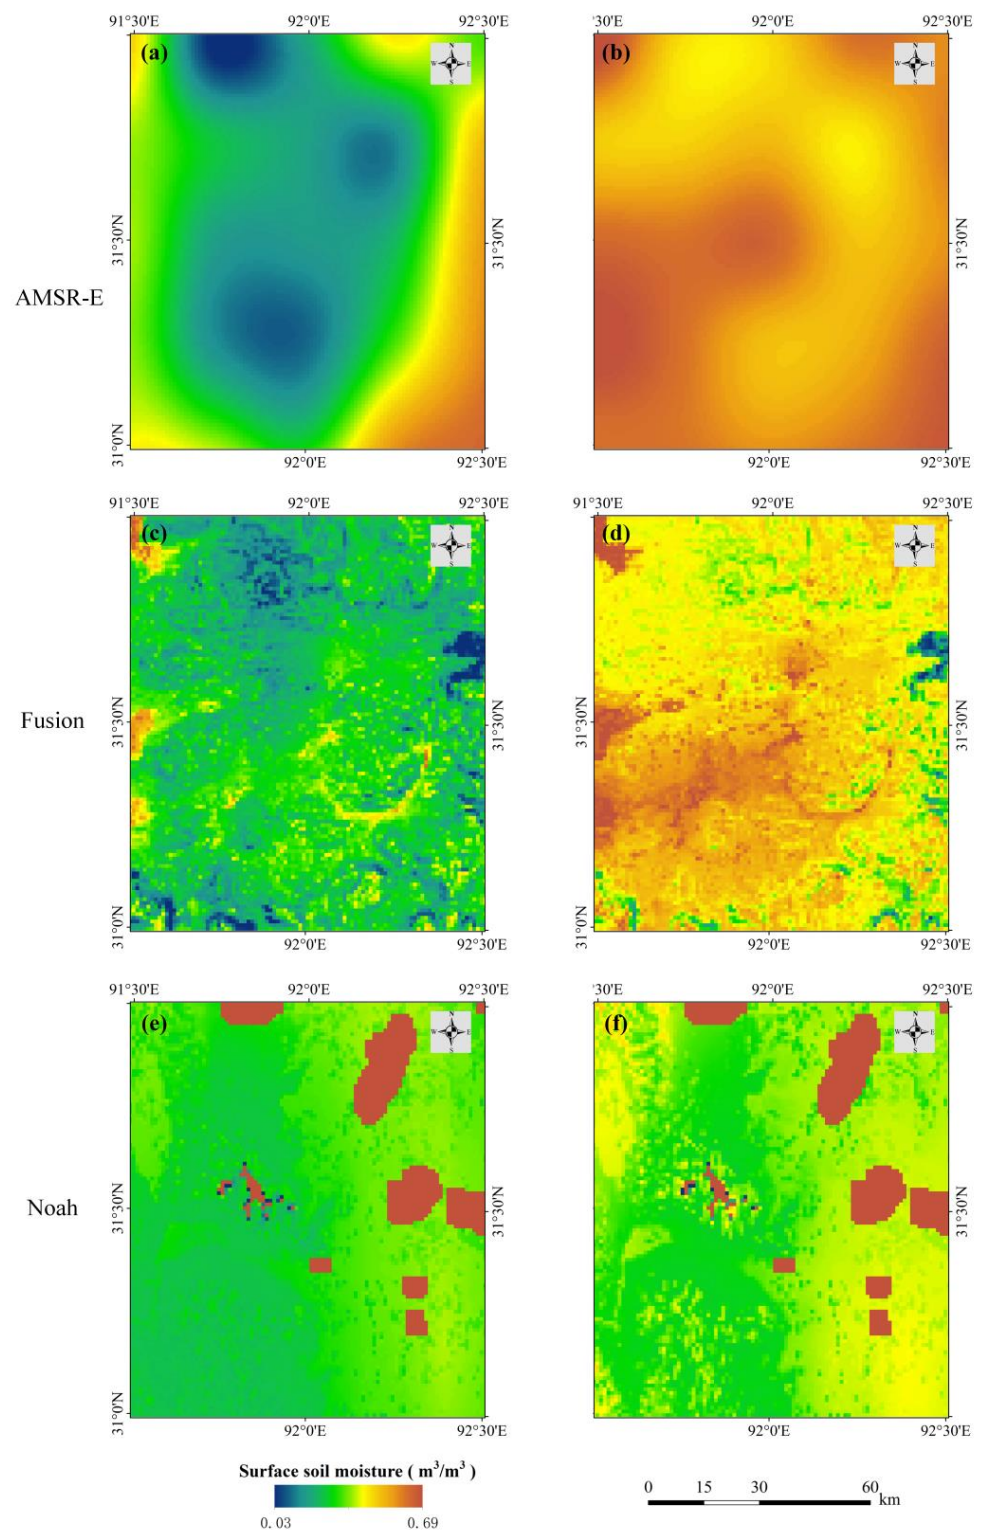 91°30'E 92°0'E :30'E 92°0'E
(a) N W E S (b) N W E S
31°30'N 31°30'N 31°30'N
AMSR-E
31°0'N
92°0'E 92°30'E 92°0'E 92°30'E
91°30'E 92°0'E 92°30'E 91°30'E 92°0'E 92°30'E
(c) N W E S (d) N W E S
Fusion 31°30'N 31°30'N 31°30'N 31°30'N
31°0'N 31°0'N
92°0'E 92°30'E 92°0'E 92°30'E
91°30'E 92°0'E 92°30'E :30'E 92°0'E 92°30'E
(e) N W E S (f) N W E S
Noah 31°30'N 31°30'N 31°30'N
31°0'N
92°0'E 92°30'E 92°0'E 92°30'E
Surface soil moisture ( m³/m³ )
0.03 0.69
0 15 30 60 km